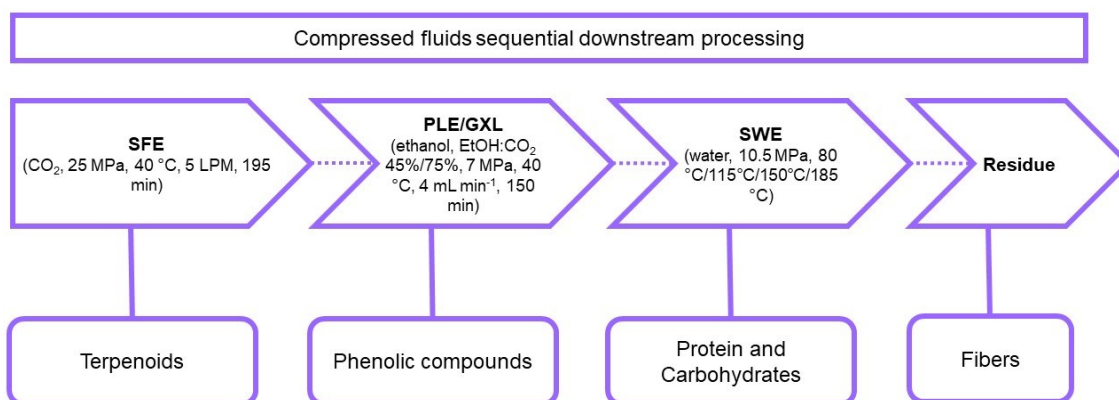 Compressed fluids sequential downstream processing
SFE
(CO₂, 25 MPa, 40 °C, 5 LPM, 195
min)
PLE/GXL
(ethanol, EtOH:CO₂
45%/75%, 7 MPa, 40
°C, 4 mL min⁻¹, 150
min)
SWE
(water, 10.5 MPa, 80
°C/115°C/150°C/185
°C)
Residue
Terpenoids
Phenolic compounds
Protein and
Carbohydrates
Fibers